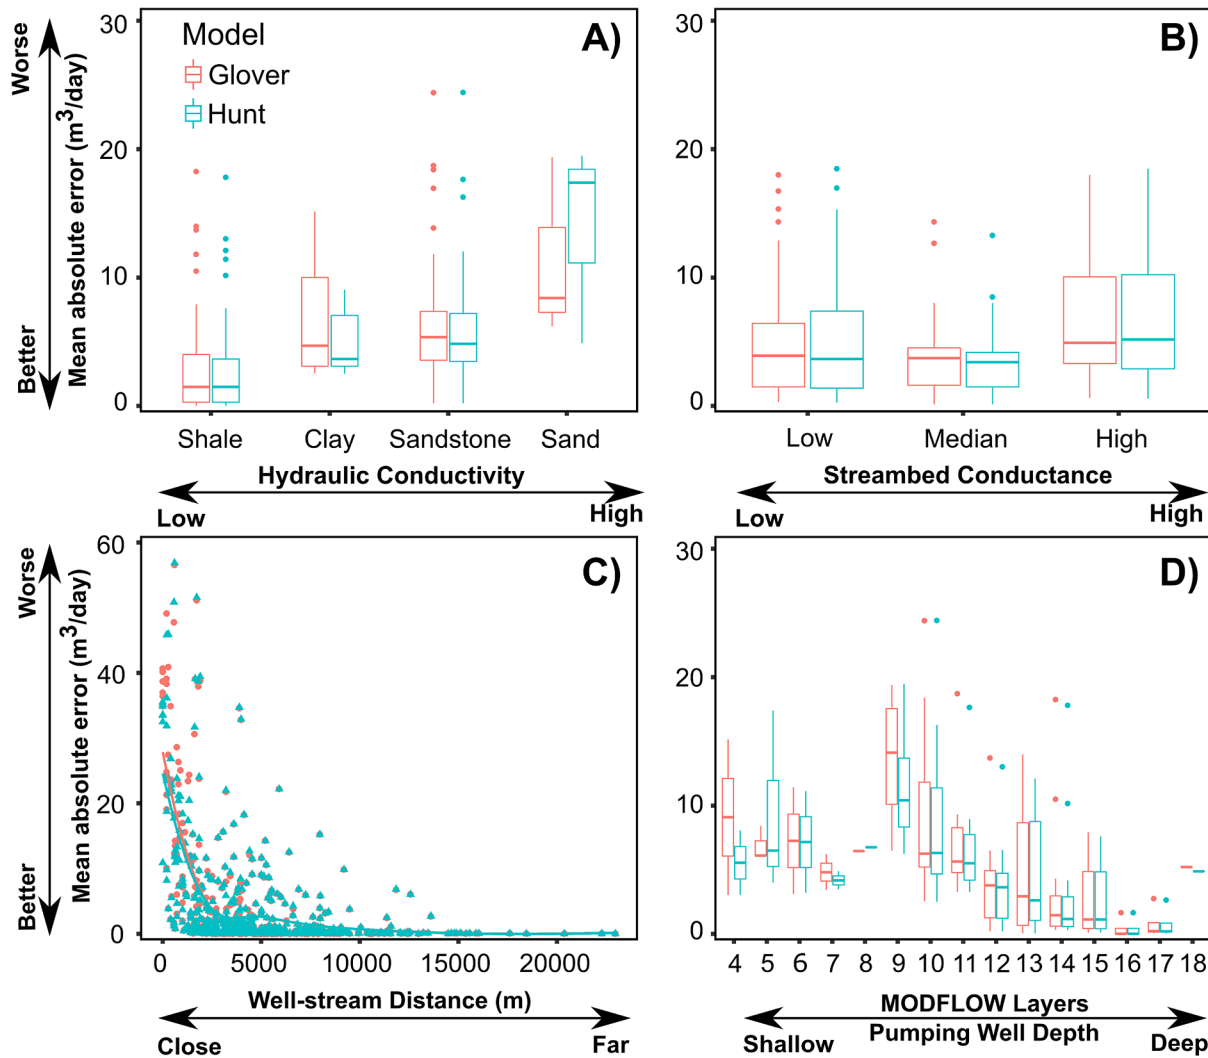 A)
Model
Glover
Hunt
Worse
Better
Mean absolute error (m³/day)
30
20
10
0
Shale Clay Sandstone Sand
Hydraulic Conductivity
Low High
B)
30
20
10
0
Low Median High
Streambed Conductance
Low High
C)
Worse
Better
Mean absolute error (m³/day)
60
40
20
0
0 5000 10000 15000 20000
Well-stream Distance (m)
Close Far
D)
30
20
10
0
4 5 6 7 8 9 10 11 12 13 14 15 16 17 18
MODFLOW Layers
Pumping Well Depth
Shallow Deep